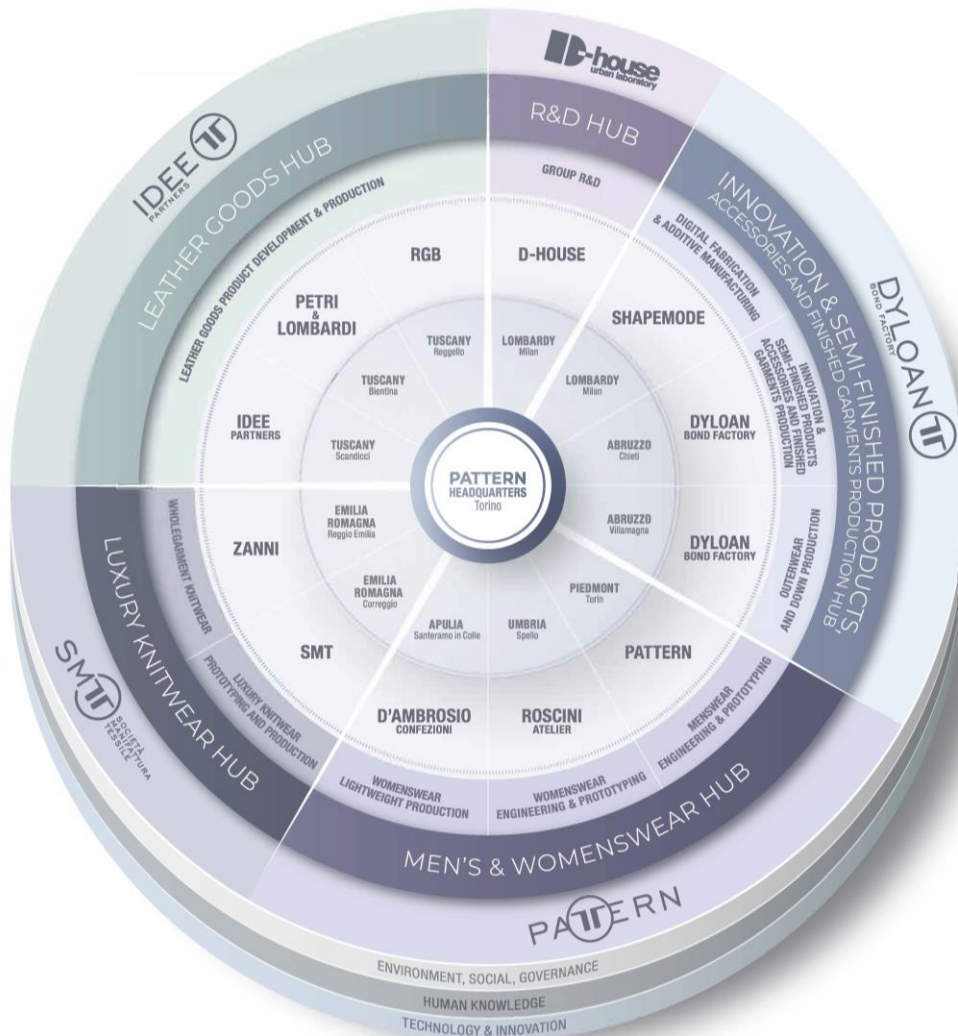 D-house
urban laboratory
R&D HUB
GROUP R&D
D-HOUSE
LOMBARDY
Milan
DYLOAN
BOND FACTORY
INNOVATION & SEMI-FINISHED PRODUCTS,
ACCESSORIES AND FINISHED GARMENTS PRODUCTION HUB
DIGITAL FABRICATION
& ADDITIVE MANUFACTURING
SHAPEMODE
LOMBARDY
Milan
INNOVATION &
SEMI-FINISHED PRODUCTS
ACCESSORIES AND FINISHED
GARMENTS PRODUCTION
DYLOAN
BOND FACTORY
ABRUZZO
Chieti
OUTERWEAR
AND DOWN PRODUCTION
DYLOAN
BOND FACTORY
ABRUZZO
Villamagna
PATTERN
MEN'S & WOMENSWEAR HUB
MENSWEAR
ENGINEERING & PROTOTYPING
PATTERN
PIEDMONT
Turin
WOMENSWEAR
ENGINEERING & PROTOTYPING
ROSCINI
ATELIER
UMBRIA
Spello
WOMENSWEAR
LIGHTWEIGHT PRODUCTION
D'AMBROSIO
CONFEZIONI
APULIA
Santeramo in Colle
SMT
SOCIETÀ
MANIFATTURA
TESSILE
LUXURY KNITWEAR HUB
LUXURY KNITWEAR
PROTOTYPING AND PRODUCTION
SMT
EMILIA
ROMAGNA
Correggio
WHOLEGARMENT KNITWEAR
ZANNI
EMILIA
ROMAGNA
Reggio Emilia
IDEE
PARTNERS
LEATHER GOODS HUB
LEATHER GOODS PRODUCT DEVELOPMENT & PRODUCTION
IDEE
PARTNERS
TUSCANY
Scandicci
PETRI
&
LOMBARDI
TUSCANY
Bientina
RGB
TUSCANY
Reggello
PATTERN
HEADQUARTERS
Torino
ENVIRONMENT, SOCIAL, GOVERNANCE
HUMAN KNOWLEDGE
TECHNOLOGY & INNOVATION